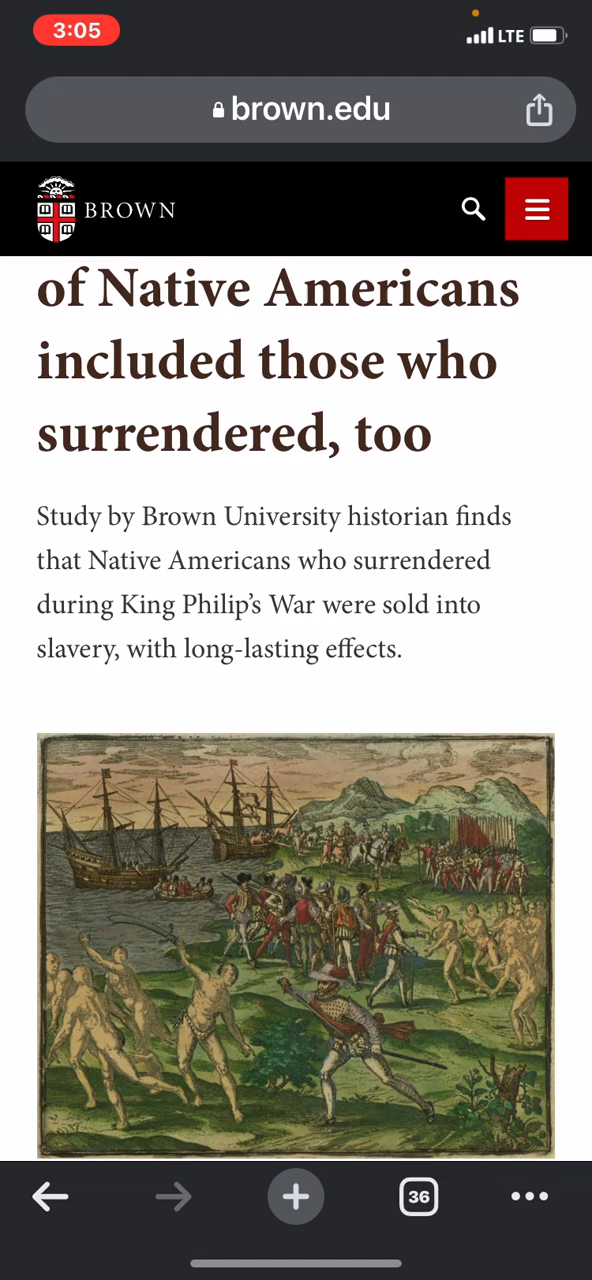 3:05
LTE
brown.edu
BROWN
of Native Americans
included those who
surrendered, too
Study by Brown University historian finds
that Native Americans who surrendered
during King Philip’s War were sold into
slavery, with long-lasting effects.
36